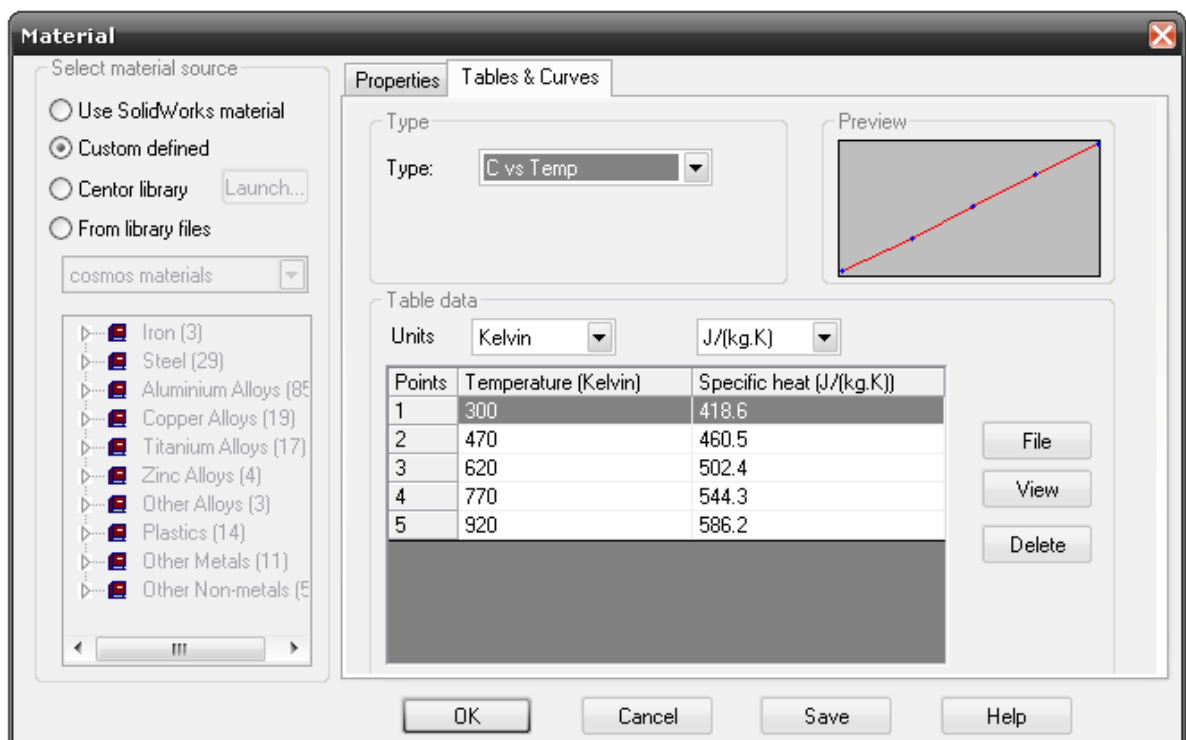 Material
Select material source
Use SolidWorks material
Custom defined
Centor library Launch...
From library files
cosmos materials
Iron (3)
Steel (29)
Aluminium Alloys (85
Copper Alloys (19)
Titanium Alloys (17)
Zinc Alloys (4)
Other Alloys (3)
Plastics (14)
Other Metals (11)
Other Non-metals (5
Properties Tables & Curves
Type
Type: C vs Temp
Preview
Table data
Units Kelvin J/(kg.K)
Points Temperature (Kelvin) Specific heat (J/(kg.K))
1 300 418.6
2 470 460.5
3 620 502.4
4 770 544.3
5 920 586.2
File
View
Delete
OK Cancel Save Help